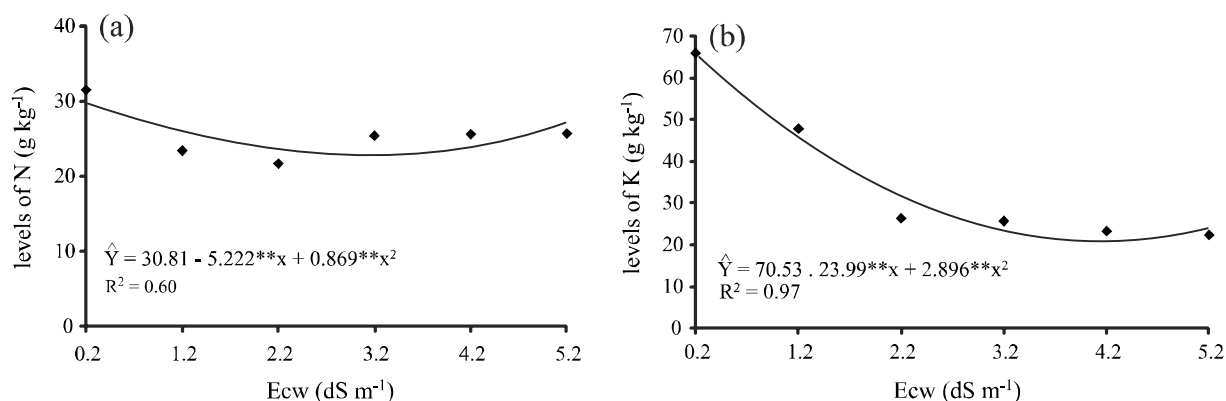 (a)
levels of N (g kg⁻¹)
40
30
20
10
0
Ŷ = 30.81 - 5.222**x + 0.869**x²
R² = 0.60
0.2 1.2 2.2 3.2 4.2 5.2
Ecw (dS m⁻¹)
(b)
levels of K (g kg⁻¹)
70
60
50
40
30
20
10
0
Ŷ = 70.53 . 23.99**x + 2.896**x²
R² = 0.97
0.2 1.2 2.2 3.2 4.2 5.2
Ecw (dS m⁻¹)